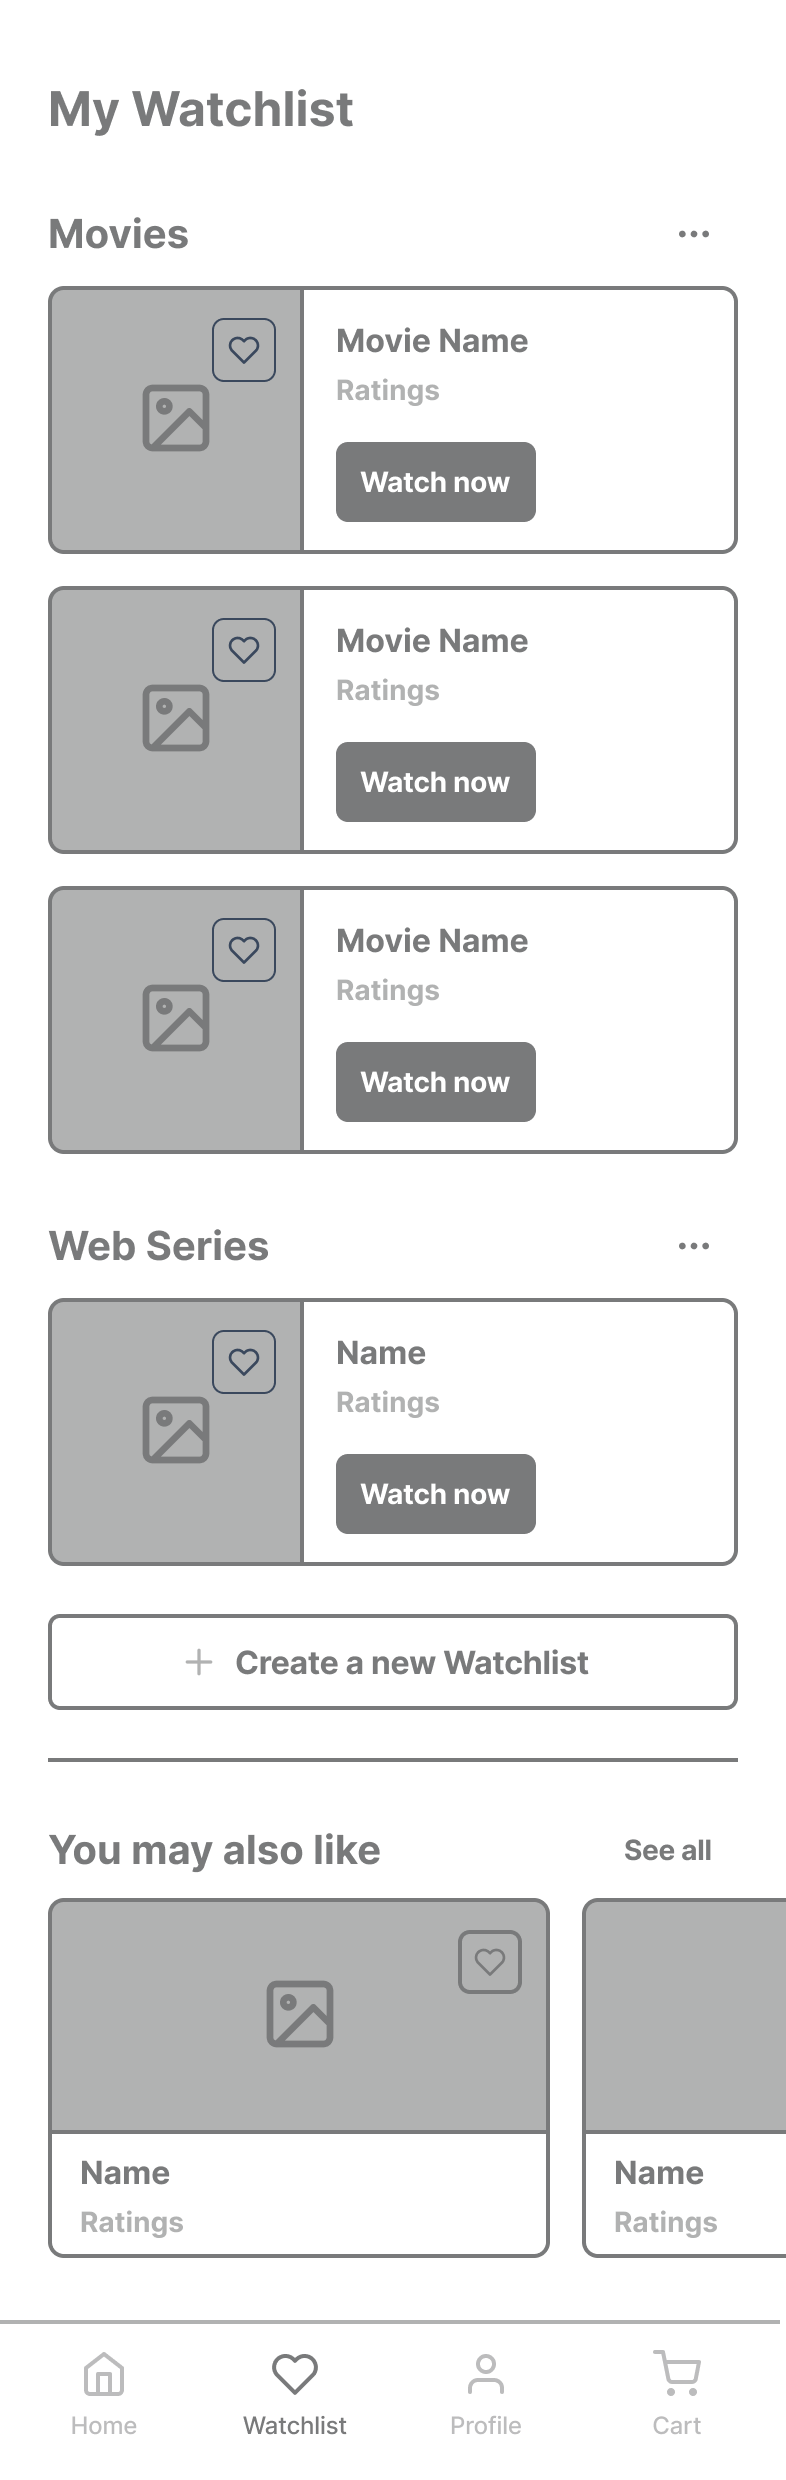 My Watchlist
Movies
Movie Name
Ratings
Watch now
Movie Name
Ratings
Watch now
Movie Name
Ratings
Watch now
Web Series
Name
Ratings
Watch now
Create a new Watchlist
You may also like See all
Name Name
Ratings Ratings
Home Watchlist Profile Cart